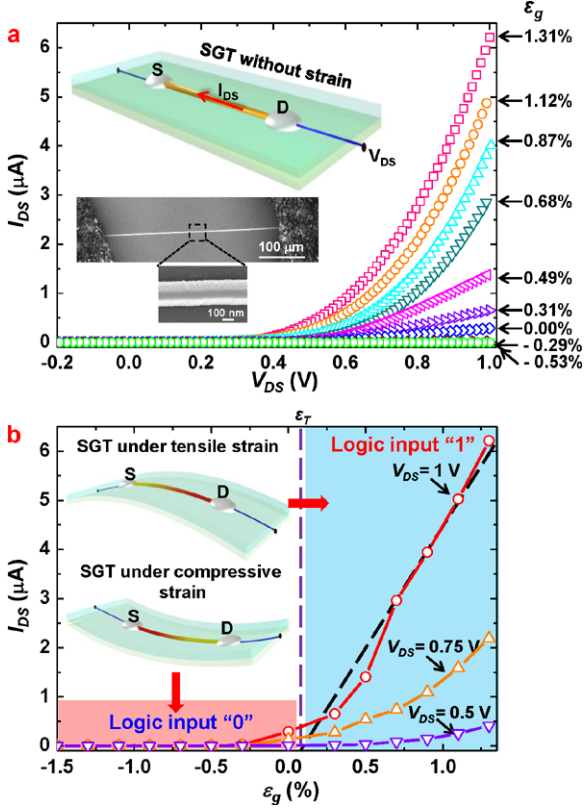 a
SGT without strain
S
I_DS
D
V_DS
100 μm
100 nm
ε_g
1.31%
1.12%
0.87%
0.68%
0.49%
0.31%
0.00%
- 0.29%
- 0.53%
6
5
4
3
2
1
0
I_DS (μA)
-0.2 0.0 0.2 0.4 0.6 0.8 1.0
V_DS (V)
b
ε_T
SGT under tensile strain
S
D
Logic input “1”
V_DS= 1 V
SGT under compressive
strain
S
D
V_DS= 0.75 V
V_DS= 0.5 V
Logic input “0”
6
5
4
3
2
1
0
I_DS (μA)
-1.5 -1.0 -0.5 0.0 0.5 1.0
ε_g (%)